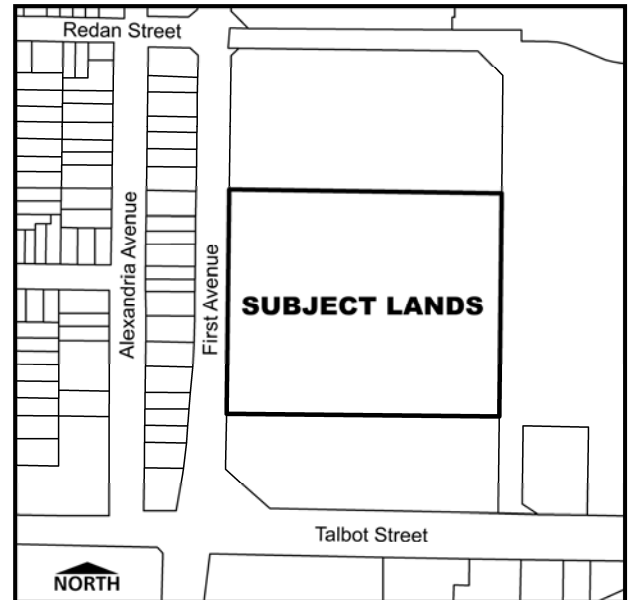 Redan Street
Alexandria Avenue
First Avenue
SUBJECT LANDS
Talbot Street
NORTH